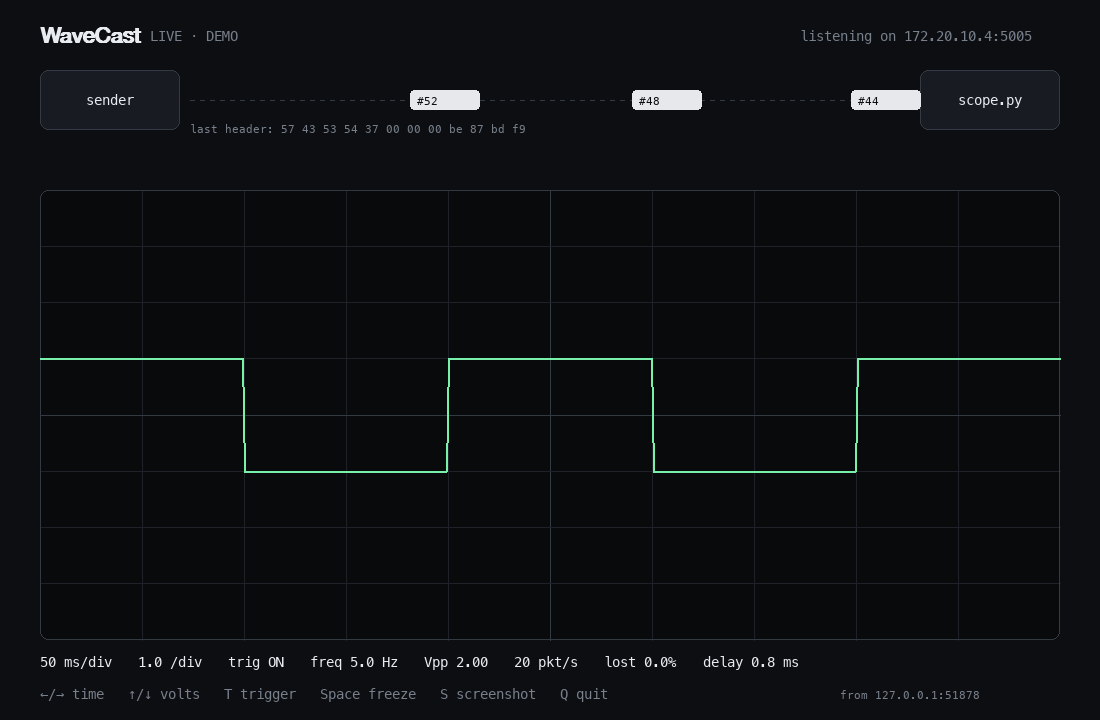 WaveCast LIVE · DEMO listening on 172.20.10.4:5005
sender #52 #48 #44 scope.py
last header: 57 43 53 54 37 00 00 00 be 87 bd f9
50 ms/div 1.0 /div trig ON freq 5.0 Hz Vpp 2.00 20 pkt/s lost 0.0% delay 0.8 ms
←/→ time ↑/↓ volts T trigger Space freeze S screenshot Q quit from 127.0.0.1:51878